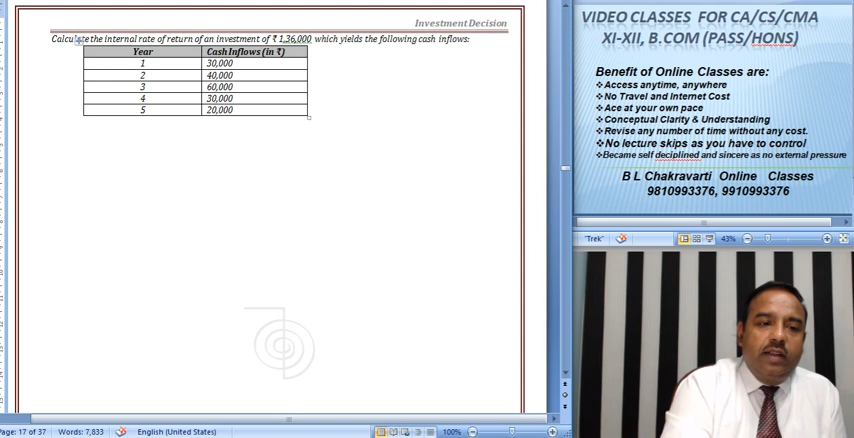 Investment Decision
Calculate the internal rate of return of an investment of ₹ 1,36,000 which yields the following cash inflows:
Year Cash Inflows (in ₹)
1 30,000
2 40,000
3 60,000
4 30,000
5 20,000
Page: 17 of 37 Words: 7,833 English (United States) 100%
VIDEO CLASSES FOR CA/CS/CMA
XI-XII, B.COM (PASS/HONS)
Benefit of Online Classes are:
❖Access anytime, anywhere
❖No Travel and Internet Cost
❖Ace at your own pace
❖Conceptual Clarity & Understanding
❖Revise any number of time without any cost.
❖No lecture skips as you have to control
❖Became self deciplined and sincere as no external pressure
B L Chakravarti Online Classes
9810993376, 9910993376
"Trek" 43%